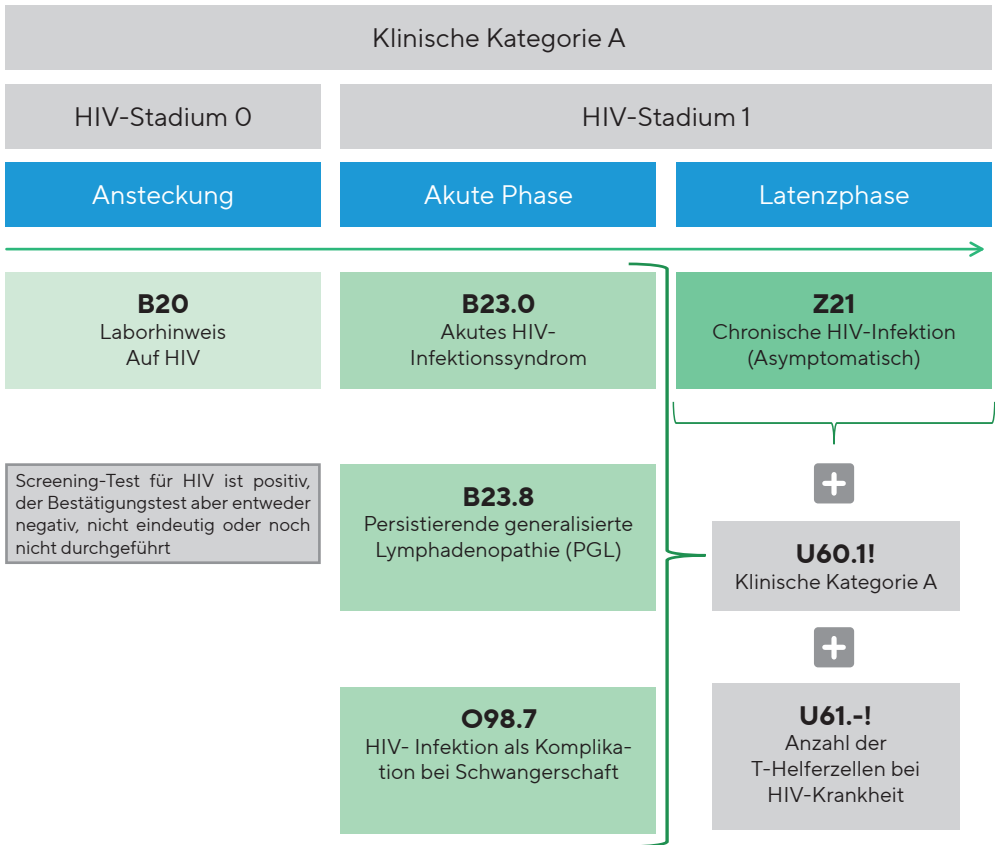 Klinische Kategorie A
HIV-Stadium 0
HIV-Stadium 1
Ansteckung
Akute Phase
Latenzphase
B20
Laborhinweis
Auf HIV
B23.0
Akutes HIV-
Infektionssyndrom
Z21
Chronische HIV-Infektion
(Asymptomatisch)
Screening-Test für HIV ist positiv,
der Bestätigungstest aber entweder
negativ, nicht eindeutig oder noch
nicht durchgeführt
B23.8
Persistierende generalisierte
Lymphadenopathie (PGL)
+
U60.1!
Klinische Kategorie A
+
O98.7
HIV- Infektion als Komplika-
tion bei Schwangerschaft
U61.-!
Anzahl der
T-Helferzellen bei
HIV-Krankheit